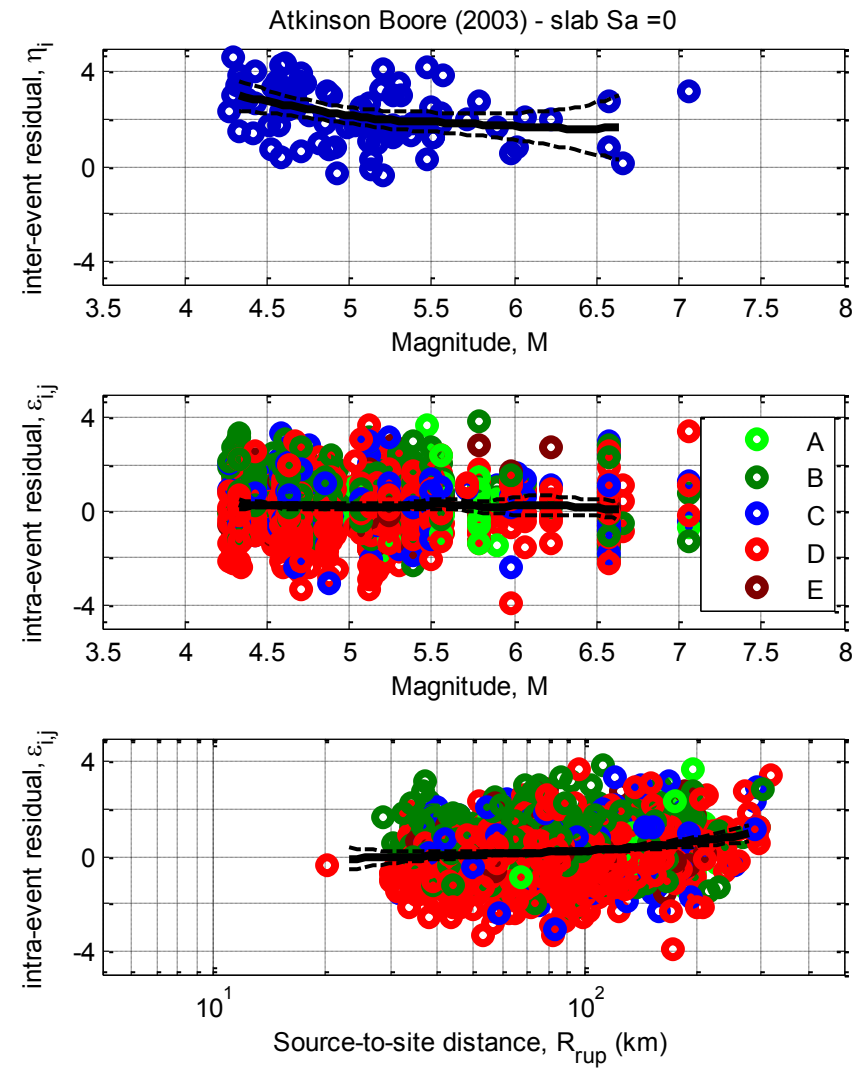 Atkinson Boore (2003) - slab Sa =0
inter-event residual, η_i
4
0
-4
3.5 4 4.5 5 5.5 6 6.5 7 7.5 8
Magnitude, M
intra-event residual, ε_i,j
4
0
-4
A
B
C
D
E
3.5 4 4.5 5 5.5 6 6.5 7 7.5 8
Magnitude, M
intra-event residual, ε_i,j
4
0
-4
10^1 10^2
Source-to-site distance, R_rup (km)